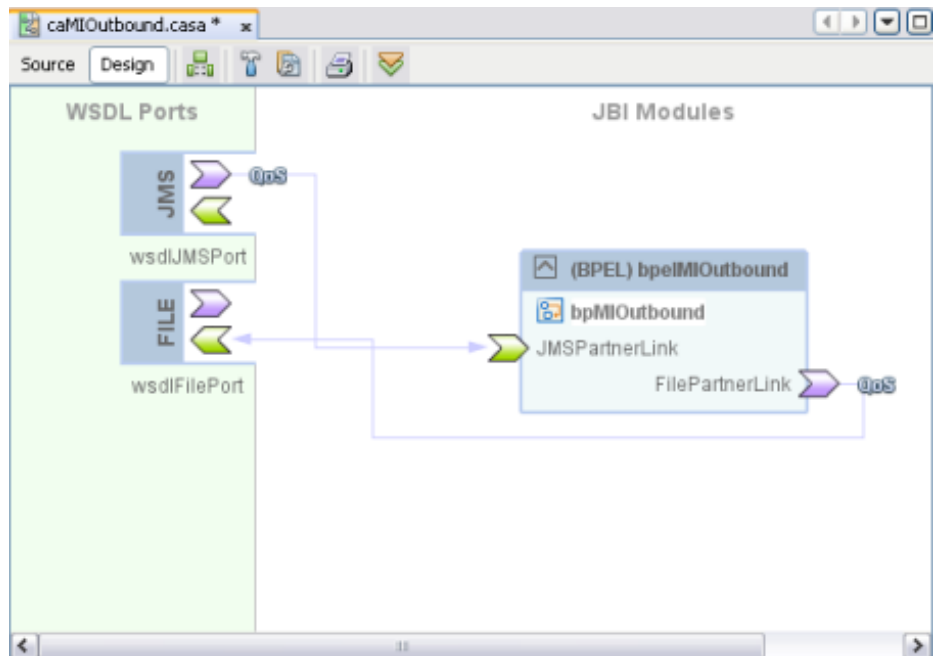 caMIOutbound.casa *
Source Design
WSDL Ports
JBI Modules
JMS
QoS
wsdlJMSPort
FILE
wsdlFilePort
(BPEL) bpelMIOutbound
bpMIOutbound
JMSPartnerLink
FilePartnerLink
QoS